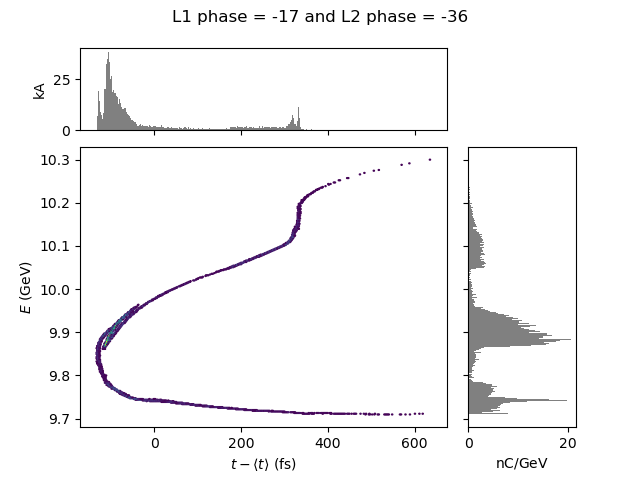 L1 phase = -17 and L2 phase = -36
kA
25
0
E (GeV)
10.3
10.2
10.1
10.0
9.9
9.8
9.7
0 200 400 600
t − ⟨t⟩ (fs)
0 20
nC/GeV